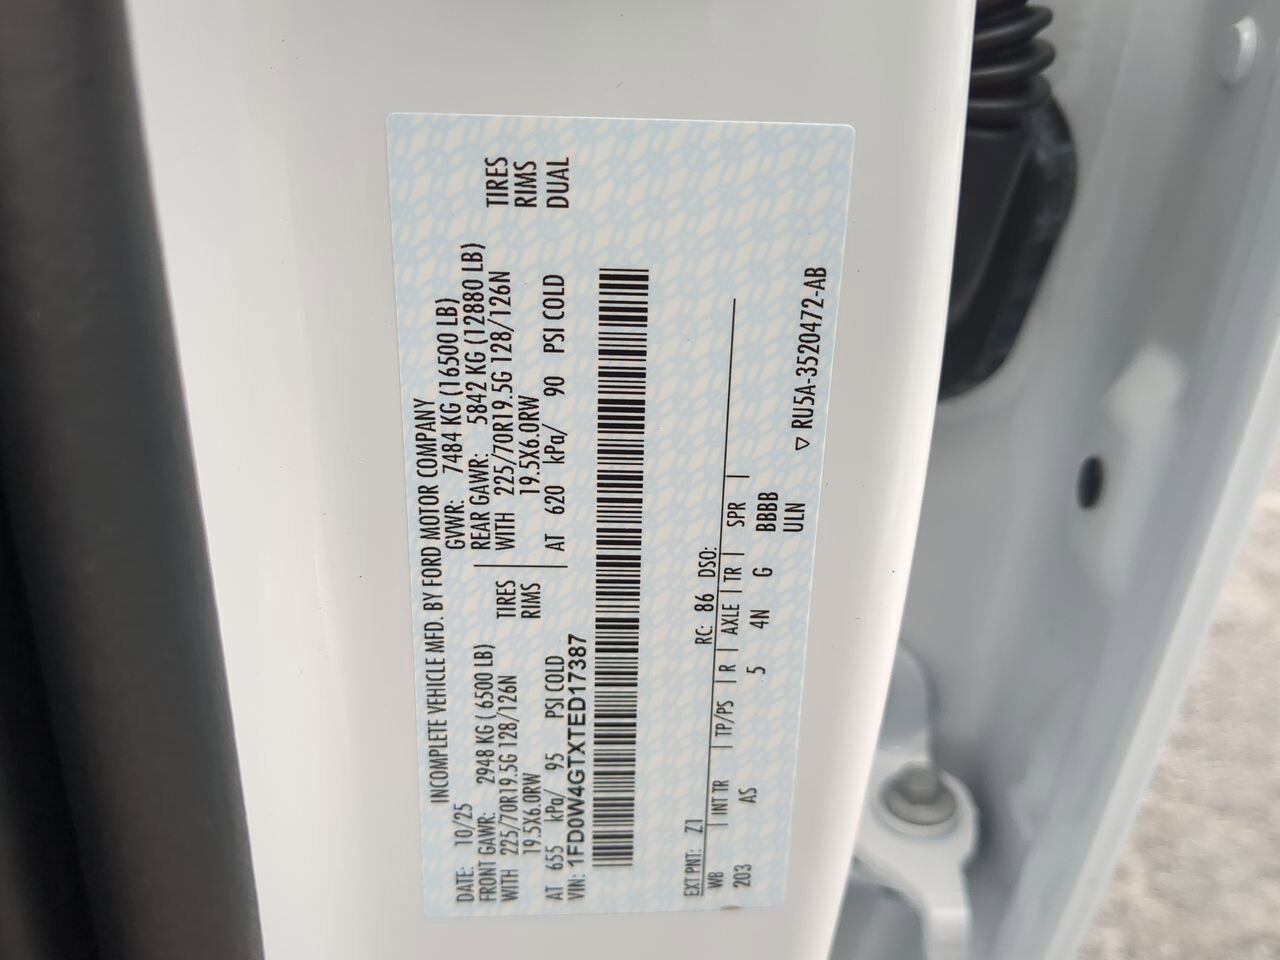 INCOMPLETE VEHICLE MFD. BY FORD MOTOR COMPANY
DATE: 10/25 GVWR: 7484 KG (16500 LB)
FRONT GAWR: 2948 KG ( 6500 LB) REAR GAWR: 5842 KG (12880 LB)
WITH 225/70R19.5G 128/126N TIRES WITH 225/70R19.5G 128/126N TIRES
19.5X6.0RW RIMS 19.5X6.0RW RIMS
AT 655 kPa/ 95 PSI COLD AT 620 kPa/ 90 PSI COLD DUAL
VIN: 1FD0W4GTXTED17387
EXT PNT: Z1 RC: 86 DSO:
WB INT TR TP/PS R AXLE TR SPR
203 AS 5 4N G BBBB
ULN
▽ RU5A-3520472-AB